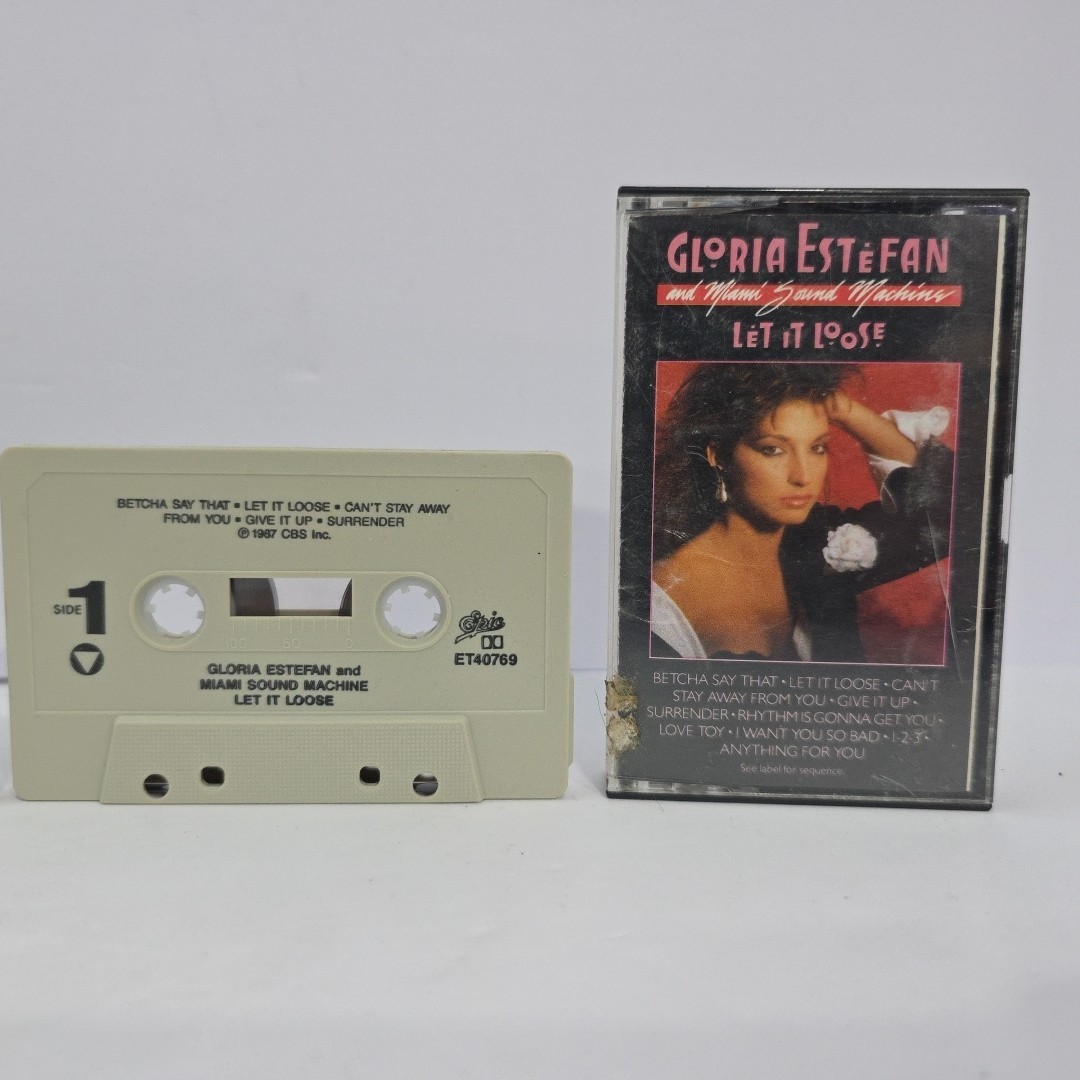 BETCHA SAY THAT • LET IT LOOSE • CAN'T STAY AWAY
FROM YOU • GIVE IT UP • SURRENDER
℗ 1987 CBS Inc.
SIDE 1
100 50 0
Epic
ET40769
GLORIA ESTEFAN and
MIAMI SOUND MACHINE
LET IT LOOSE
GLORIA ESTEFAN
and Miami Sound Machine
LET IT LOOSE
BETCHA SAY THAT • LET IT LOOSE • CAN'T
STAY AWAY FROM YOU • GIVE IT UP •
SURRENDER • RHYTHM IS GONNA GET YOU •
LOVE TOY • I WANT YOU SO BAD • 1-2-3 •
ANYTHING FOR YOU
See label for sequence.